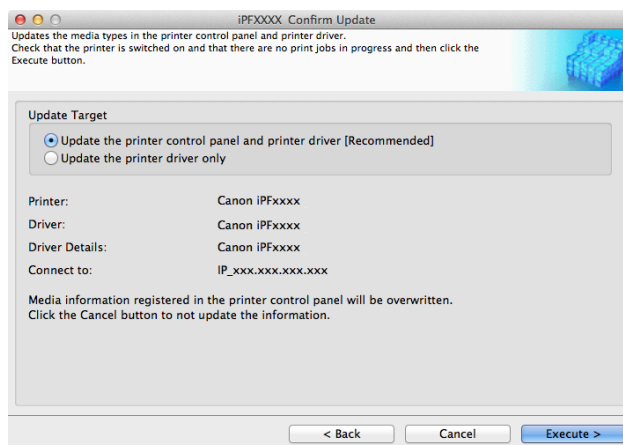 iPFXXXX Confirm Update
Updates the media types in the printer control panel and printer driver.
Check that the printer is switched on and that there are no print jobs in progress and then click the
Execute button.
Update Target
Update the printer control panel and printer driver [Recommended]
Update the printer driver only
Printer: Canon iPFxxxx
Driver: Canon iPFxxxx
Driver Details: Canon iPFxxxx
Connect to: IP_xxx.xxx.xxx.xxx
Media information registered in the printer control panel will be overwritten.
Click the Cancel button to not update the information.
< Back Cancel Execute >